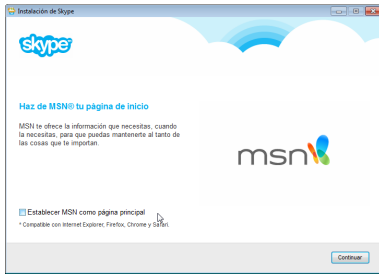 Instalación de Skype
skype
Haz de MSN® tu página de inicio
MSN te ofrece la información que necesitas, cuando
la necesitas, para que puedas mantenerte al tanto de
las cosas que te importan.
msn
Establecer MSN como página principal
* Compatible con Internet Explorer, Firefox, Chrome y Safari.
Continuar